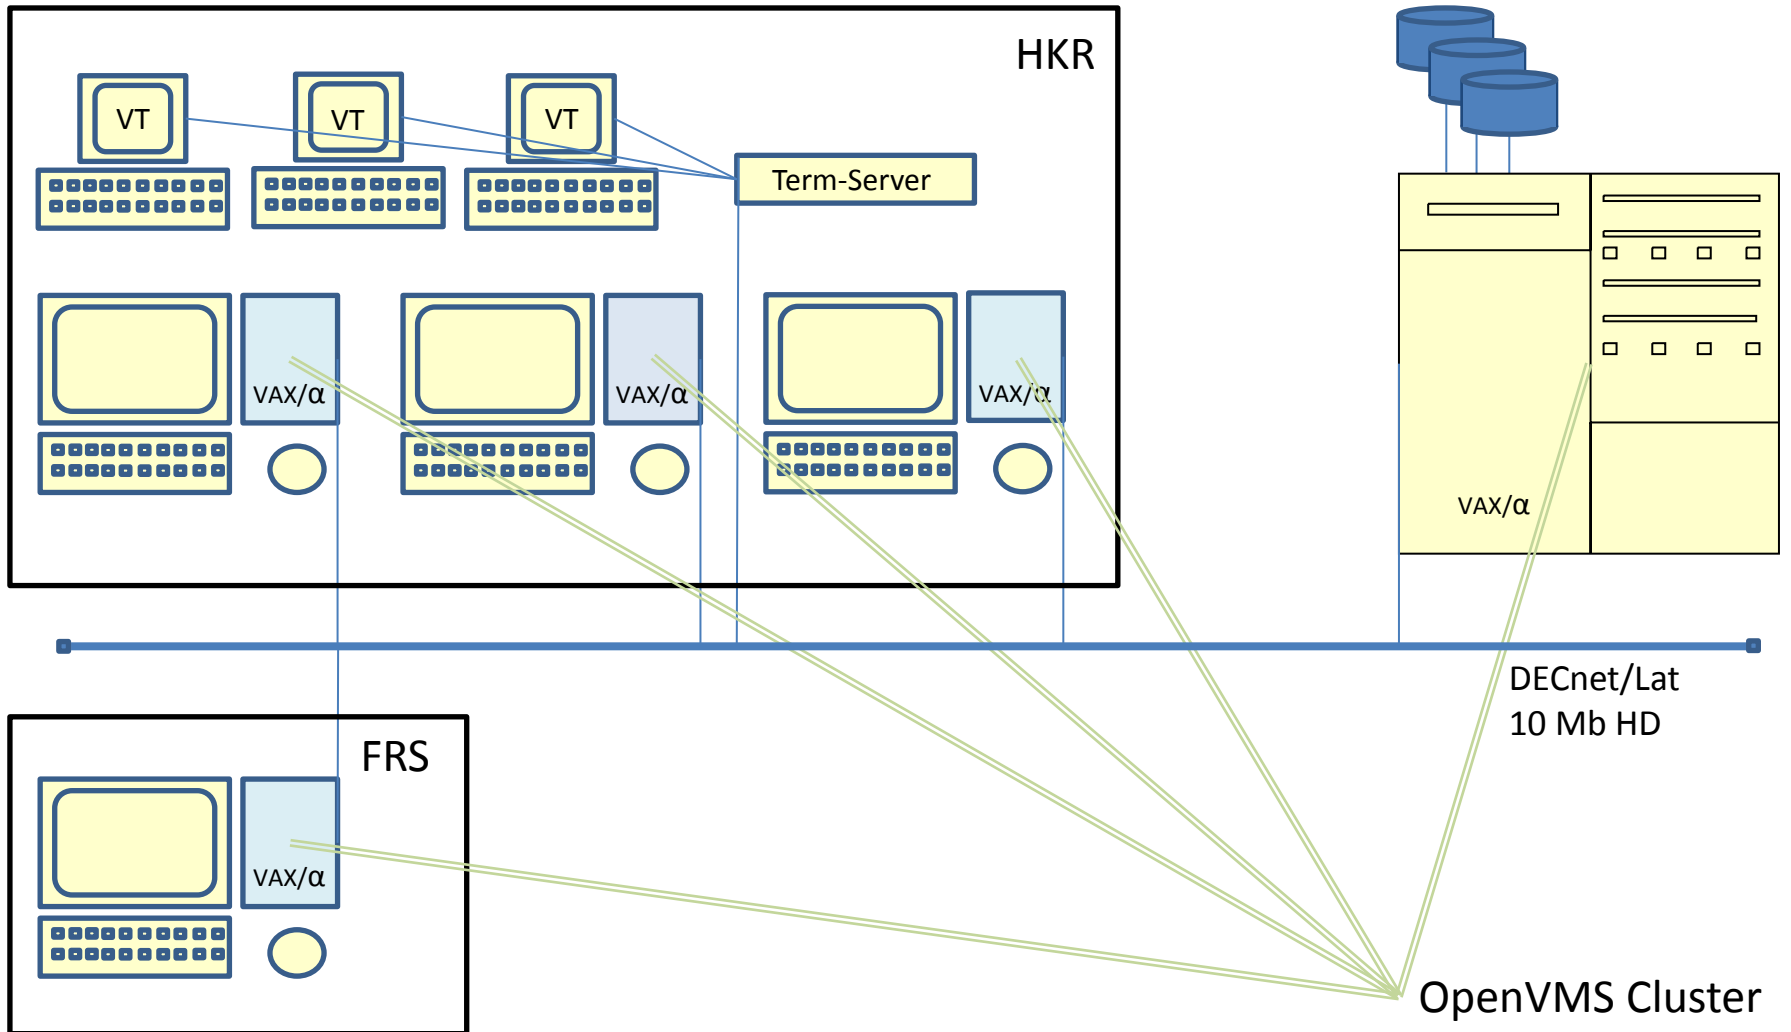 HKR
VT
VT
VT
Term-Server
VAX/α
VAX/α
VAX/α
VAX/α
DECnet/Lat
10 Mb HD
FRS
VAX/α
OpenVMS Cluster